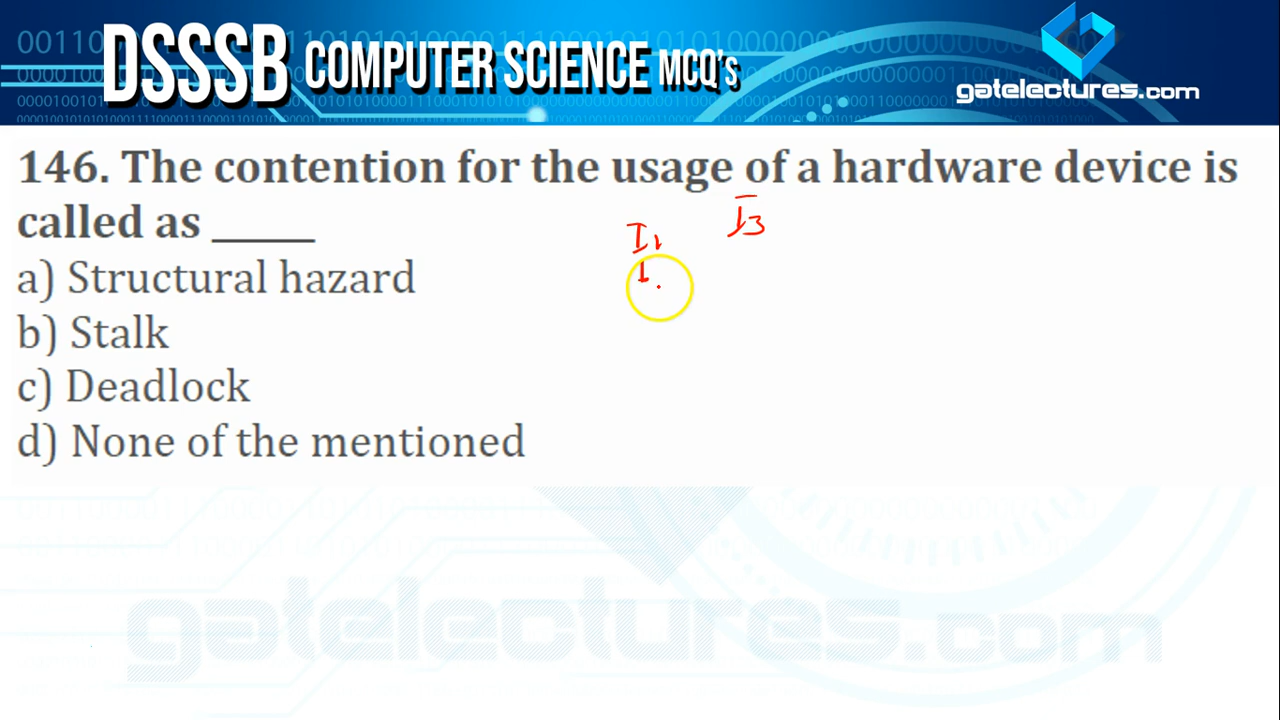 DSSSB COMPUTER SCIENCE MCQ's
gatelectures.com
146. The contention for the usage of a hardware device is
called as _____
I3
I1
a) Structural hazard
I
b) Stalk
c) Deadlock
d) None of the mentioned
gatelectures.com